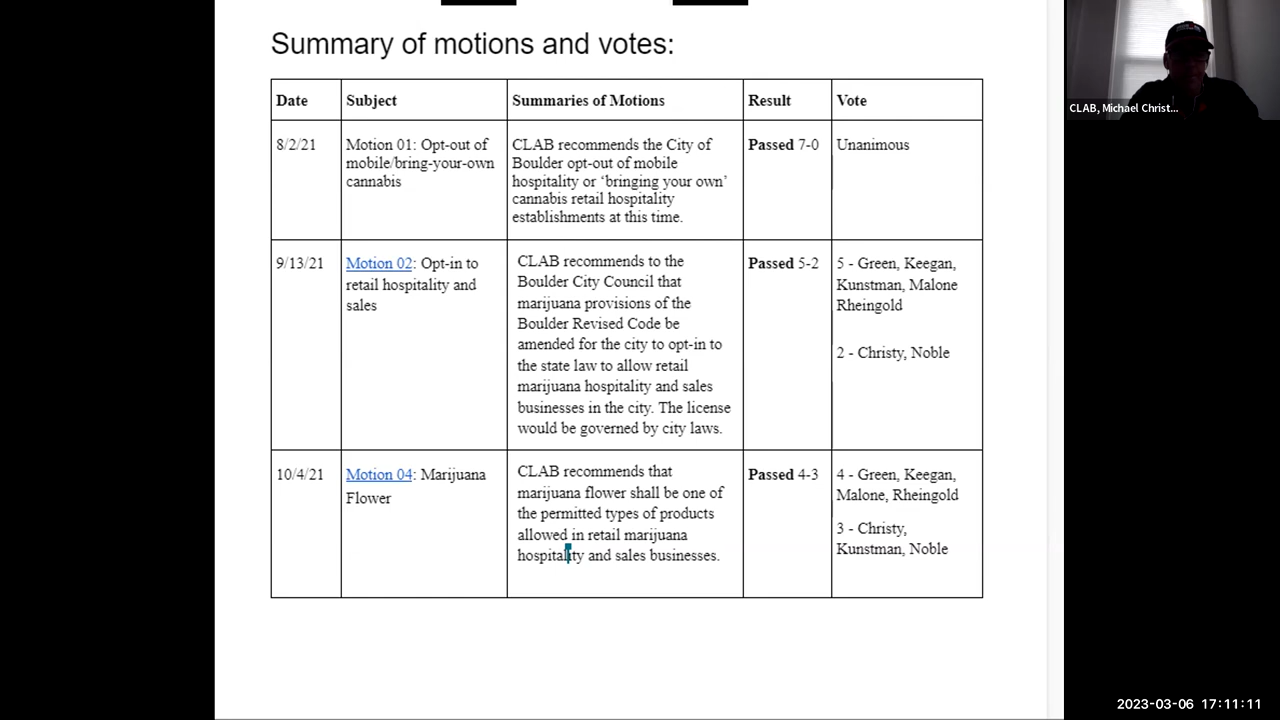 Summary of motions and votes:
Date
Subject
Summaries of Motions
Result
Vote
8/2/21
Motion 01: Opt-out of
mobile/bring-your-own
cannabis
CLAB recommends the City of
Boulder opt-out of mobile
hospitality or ‘bringing your own’
cannabis retail hospitality
establishments at this time.
Passed 7-0
Unanimous
9/13/21
Motion 02: Opt-in to
retail hospitality and
sales
CLAB recommends to the
Boulder City Council that
marijuana provisions of the
Boulder Revised Code be
amended for the city to opt-in to
the state law to allow retail
marijuana hospitality and sales
businesses in the city. The license
would be governed by city laws.
Passed 5-2
5 - Green, Keegan,
Kunstman, Malone
Rheingold
2 - Christy, Noble
10/4/21
Motion 04: Marijuana
Flower
CLAB recommends that
marijuana flower shall be one of
the permitted types of products
allowed in retail marijuana
hospitality and sales businesses.
Passed 4-3
4 - Green, Keegan,
Malone, Rheingold
3 - Christy,
Kunstman, Noble
CLAB, Michael Christ...
2023-03-06 17:11:11